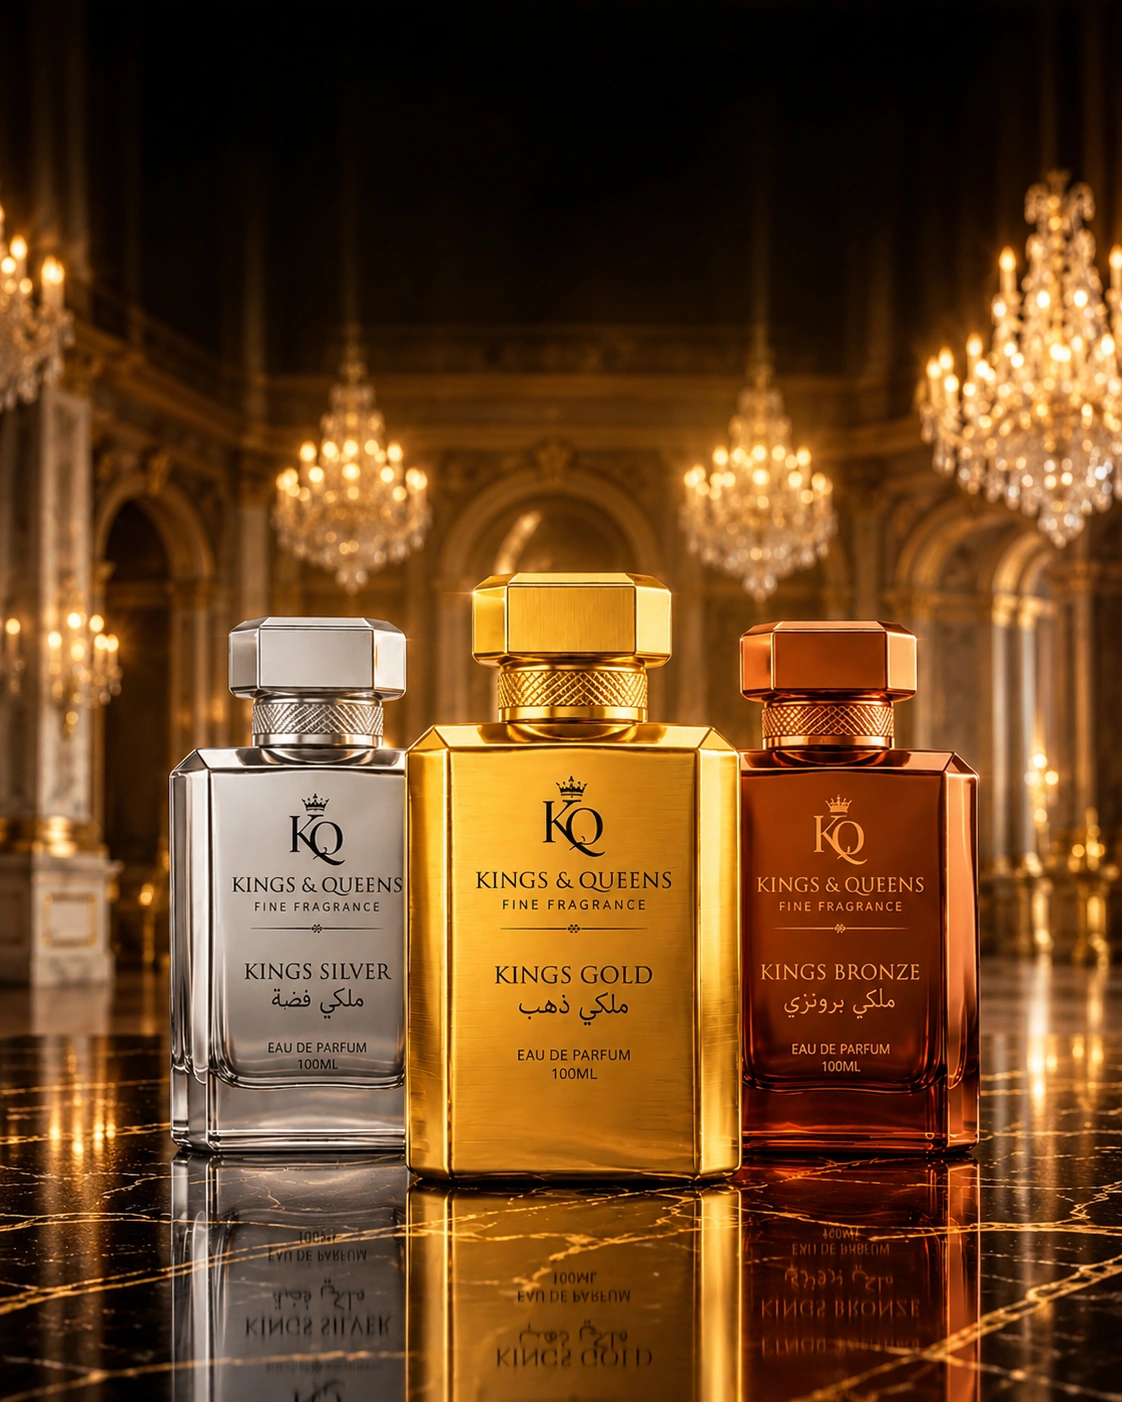 KQ
KINGS & QUEENS
FINE FRAGRANCE
KINGS SILVER
ملكي فضة
EAU DE PARFUM
100ML
KQ
KINGS & QUEENS
FINE FRAGRANCE
KINGS GOLD
ملكي ذهب
EAU DE PARFUM
100ML
KQ
KINGS & QUEENS
FINE FRAGRANCE
KINGS BRONZE
ملكي برونزي
EAU DE PARFUM
100ML